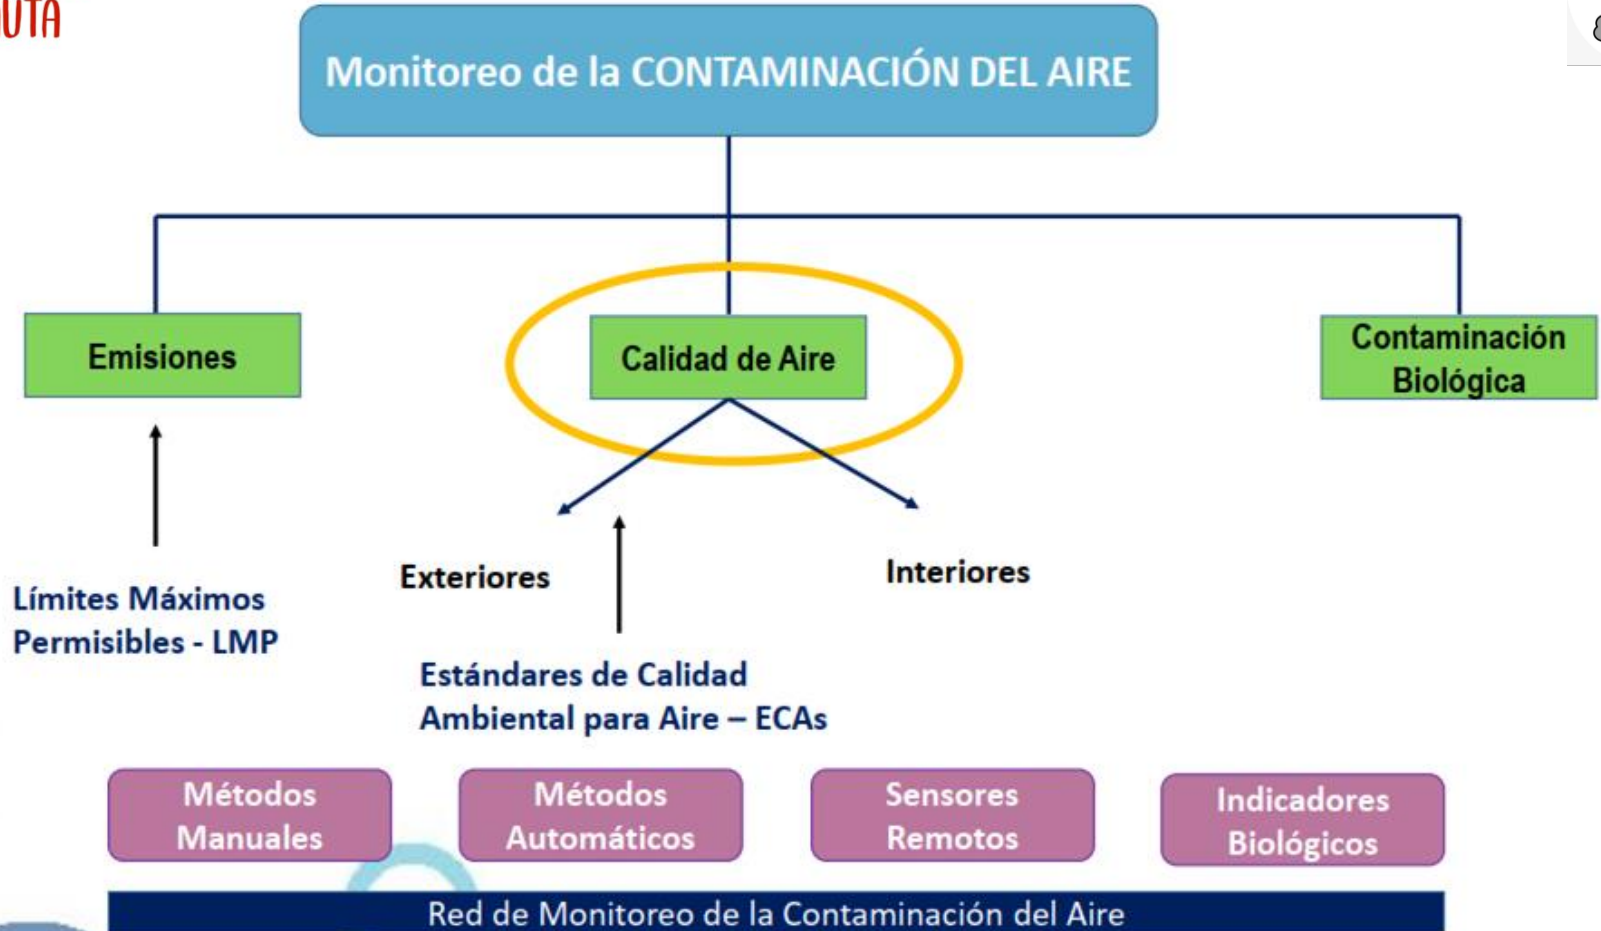 Monitoreo de la CONTAMINACIÓN DEL AIRE
Emisiones
Calidad de Aire
Contaminación
Biológica
Exteriores
Interiores
Límites Máximos
Permisibles - LMP
Estándares de Calidad
Ambiental para Aire – ECAs
Métodos
Manuales
Métodos
Automáticos
Sensores
Remotos
Indicadores
Biológicos
Red de Monitoreo de la Contaminación del Aire